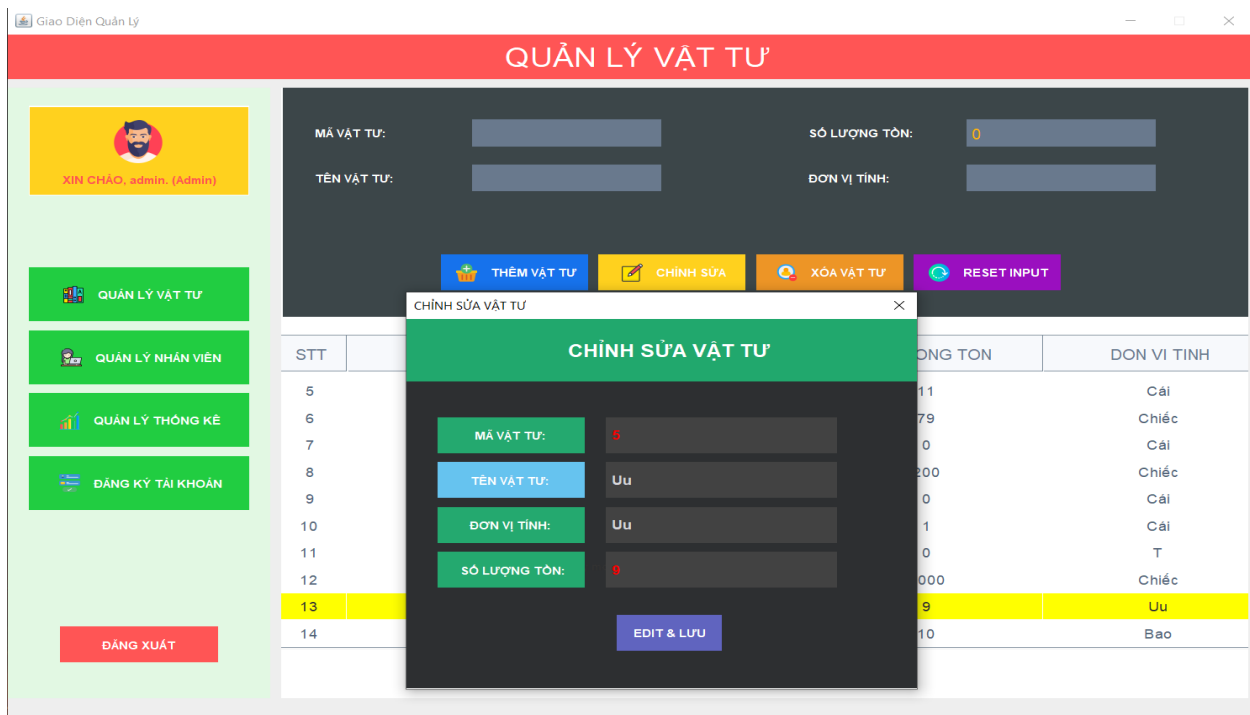 Giao Diện Quản Lý
QUẢN LÝ VẬT TƯ
XIN CHÁO, admin. (Admin)
MÃ VẬT TƯ:
SỐ LƯỢNG TỒN:
0
TÊN VẬT TƯ:
ĐƠN VỊ TÍNH:
THÊM VẬT TƯ
CHỈNH SỬA
XÓA VẬT TƯ
RESET INPUT
QUẢN LÝ VẬT TƯ
QUẢN LÝ NHÂN VIÊN
QUẢN LÝ THỐNG KÊ
ĐĂNG KÝ TÀI KHOẢN
ĐĂNG XUẤT
CHỈNH SỬA VẬT TƯ
CHỈNH SỬA VẬT TƯ
MÃ VẬT TƯ:
5
TÊN VẬT TƯ:
Uu
ĐƠN VỊ TÍNH:
Uu
SỐ LƯỢNG TỒN:
9
EDIT & LƯU
STT ONG TON DON VI TINH
5 11 Cái
6 79 Chiếc
7 0 Cái
8 200 Chiếc
9 0 Cái
10 1 Cái
11 0 T
12 000 Chiếc
13 9 Uu
14 10 Bao